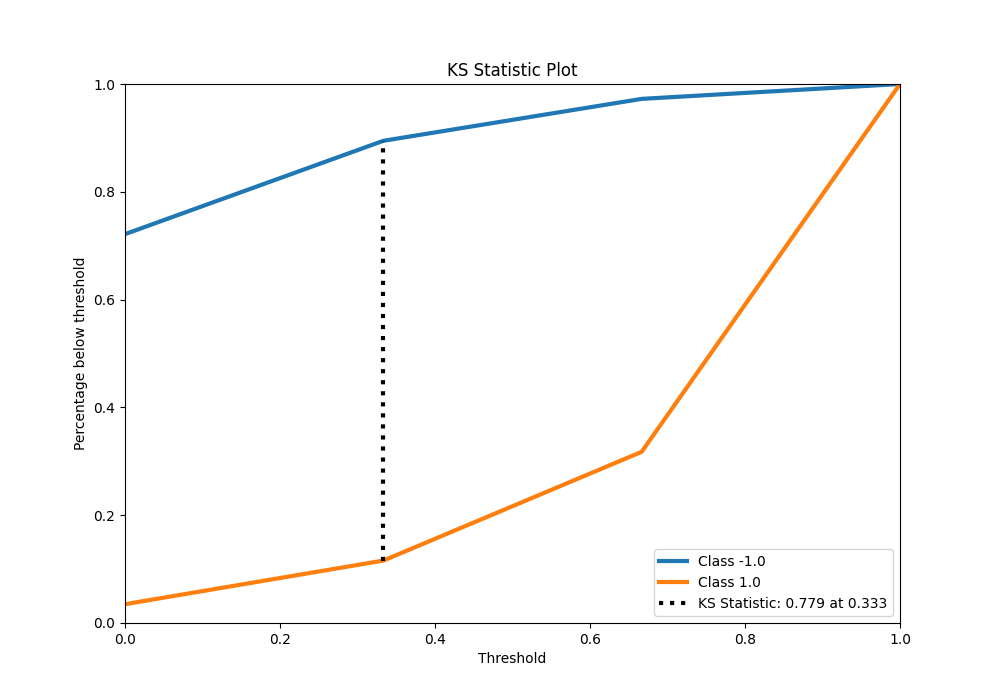 KS Statistic Plot
Percentage below threshold
1.0
0.8
0.6
0.4
0.2
0.0
0.0 0.2 0.4 0.6 0.8 1.0
Threshold
Class -1.0
Class 1.0
KS Statistic: 0.779 at 0.333